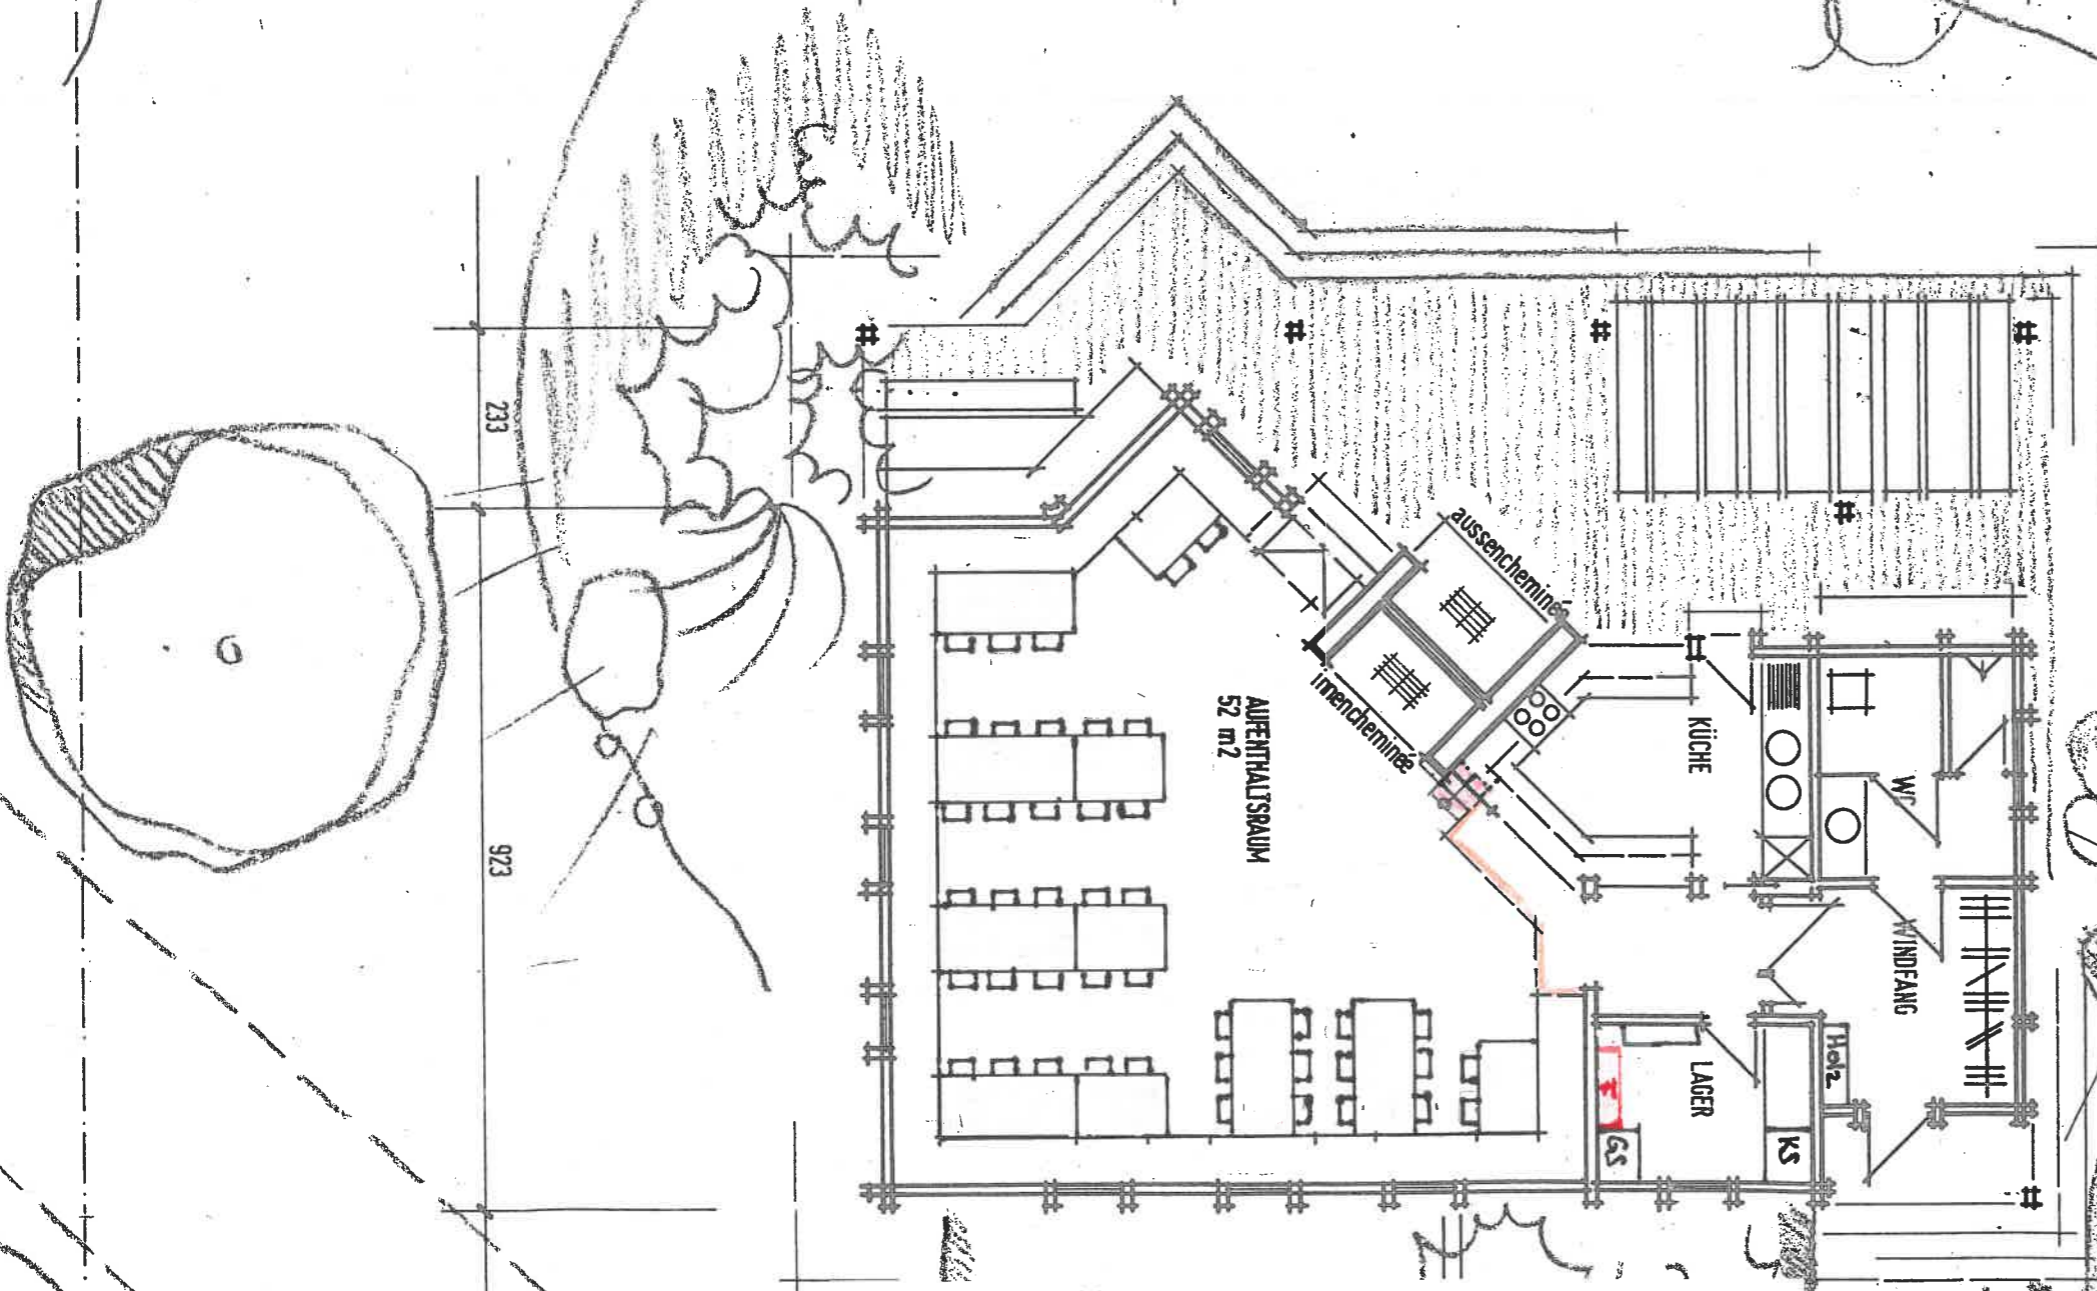 233
923
aussencheminée
innencheminée
AUFENTHALTSRAUM
52 m2
KÜCHE
WC
WINDFANG
LAGER
Holz
F
GS
KS